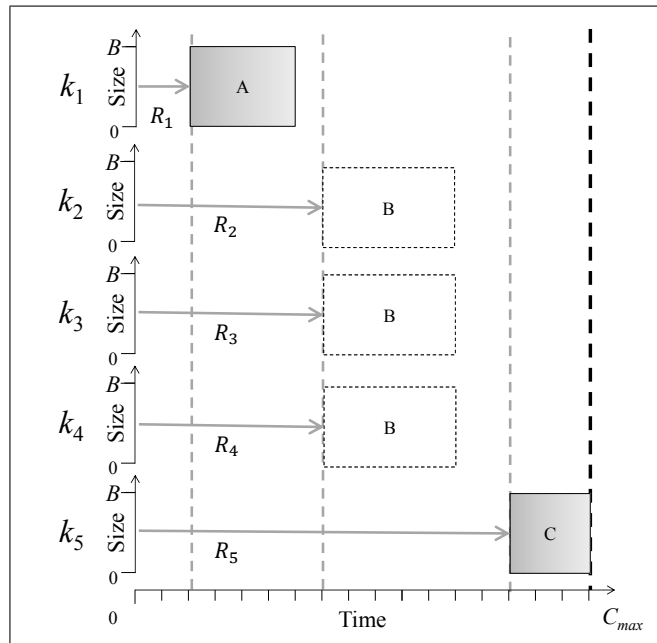 B
k1 Size A
0 R1
B
k2 Size B
0 R2
B
k3 Size B
0 R3
B
k4 Size B
0 R4
B
k5 Size C
0 R5
0 Time Cmax